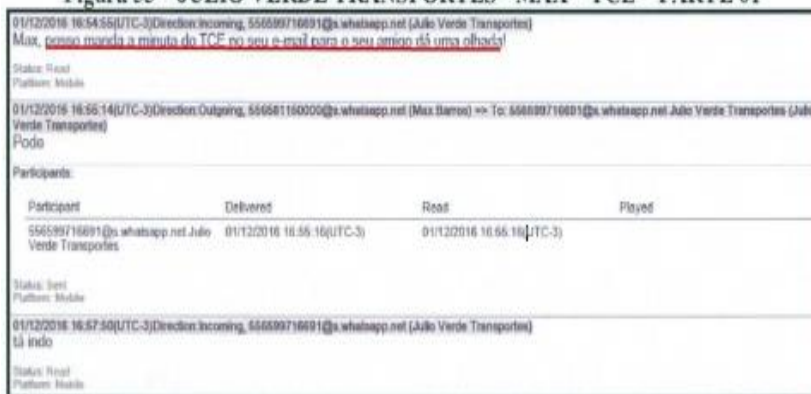 Figura 35 - JULIO VERDE TRANSPORTES - MAX - TCE - PARTE 01
01/12/2016 16:54:55(UTC-3)Direction:Incoming, 556599716691@s.whatsapp.net (Julio Verde Transportes)
Max, posso manda a minuta do TCE no seu e-mail para o seu amigo dá uma olhada!
Status: Read
Platform: Mobile
01/12/2016 16:55:14(UTC-3)Direction:Outgoing, 556581160000@s.whatsapp.net (Max Barros) => To: 556599716691@s.whatsapp.net Julio Verde Transportes (Julio
Verde Transportes)
Pode
Participants:
Participant Delivered Read Played
556599716691@s.whatsapp.net Julio 01/12/2016 16:55:16(UTC-3) 01/12/2016 16:55:16(UTC-3)
Verde Transportes
Status: Sent
Platform: Mobile
01/12/2016 16:57:50(UTC-3)Direction:Incoming, 556599716691@s.whatsapp.net (Julio Verde Transportes)
tá indo
Status: Read
Platform: Mobile